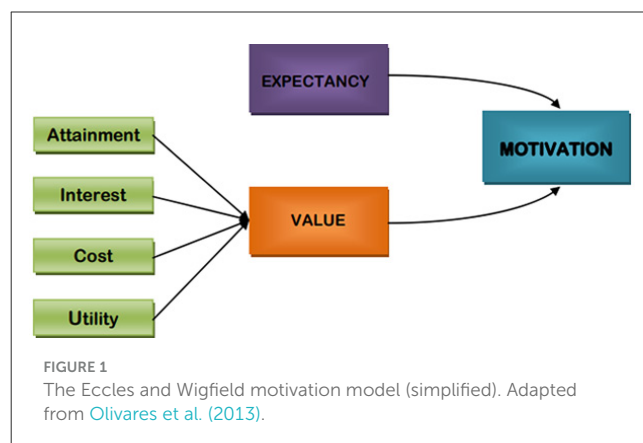 EXPECTANCY
Attainment
MOTIVATION
Interest
VALUE
Cost
Utility
FIGURE 1
The Eccles and Wigfield motivation model (simplified). Adapted
from Olivares et al. (2013).